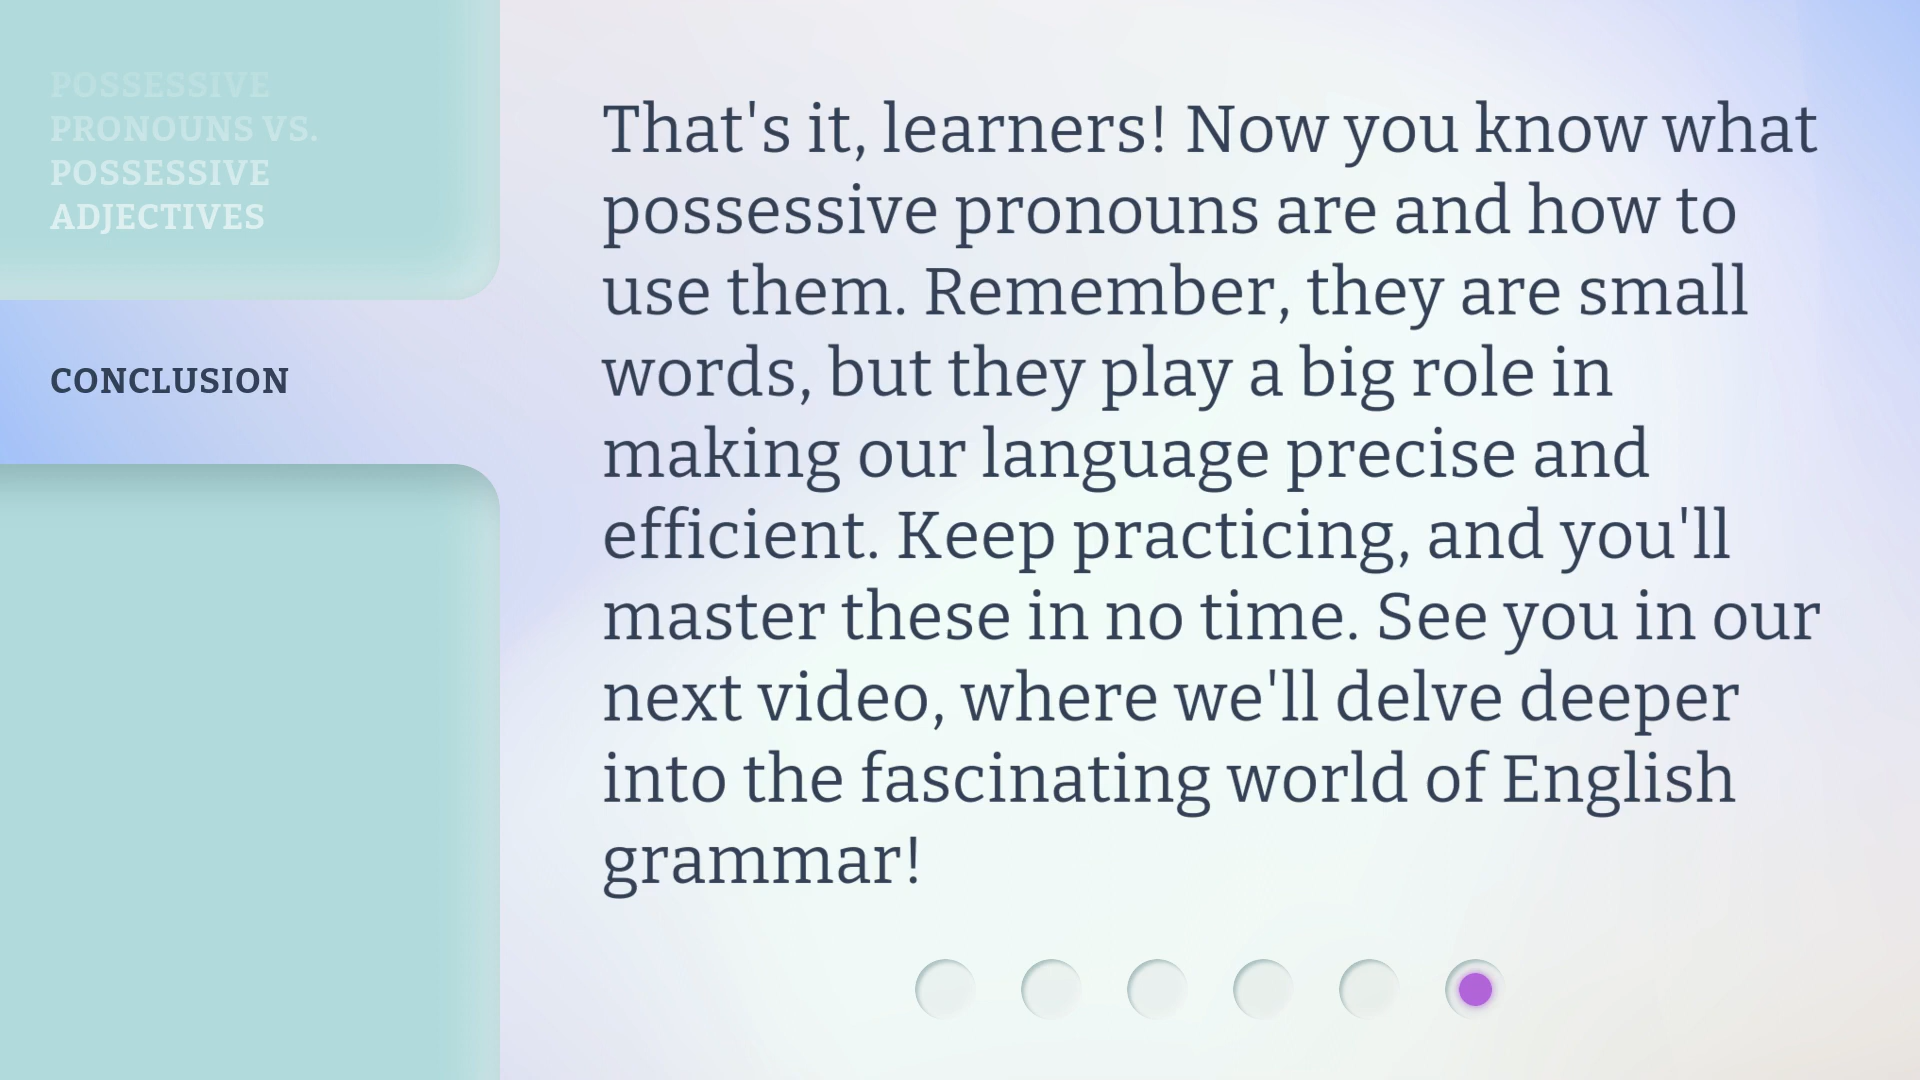 POSSESSIVE
PRONOUNS VS.
POSSESSIVE
ADJECTIVES
CONCLUSION
That's it, learners! Now you know what
possessive pronouns are and how to
use them. Remember, they are small
words, but they play a big role in
making our language precise and
efficient. Keep practicing, and you'll
master these in no time. See you in our
next video, where we'll delve deeper
into the fascinating world of English
grammar!